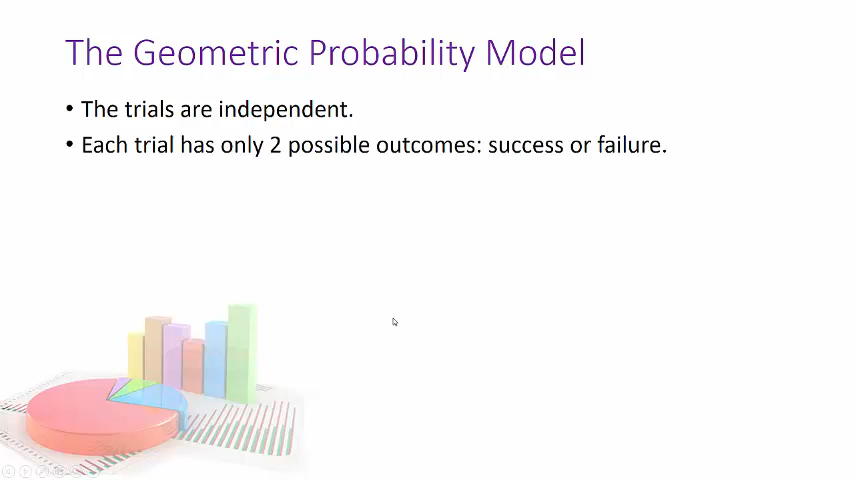 The Geometric Probability Model
• The trials are independent.
• Each trial has only 2 possible outcomes: success or failure.